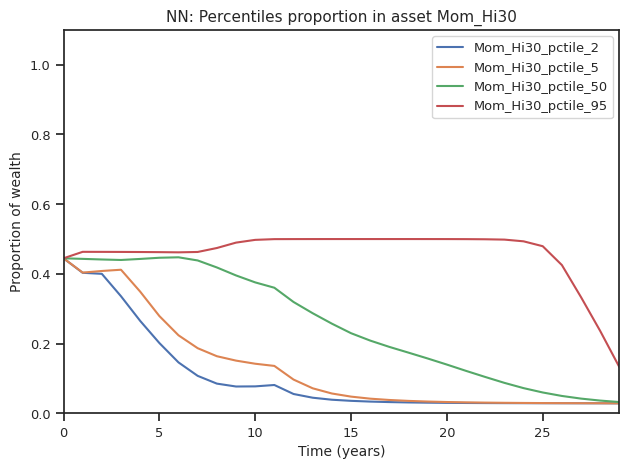 NN: Percentiles proportion in asset Mom_Hi30
Mom_Hi30_pctile_2
Mom_Hi30_pctile_5
Mom_Hi30_pctile_50
Mom_Hi30_pctile_95
Proportion of wealth
1.0
0.8
0.6
0.4
0.2
0.0
0 5 10 15 20 25
Time (years)